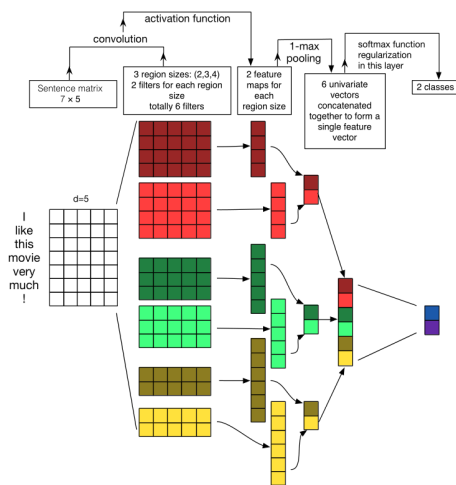 activation function
convolution
1-max
pooling
softmax function
regularization
in this layer
Sentence matrix
7 × 5
3 region sizes: (2,3,4)
2 filters for each region
size
totally 6 filters
2 feature
maps for
each
region size
6 univariate
vectors
concatenated
together to form a
single feature
vector
2 classes
d=5
I
like
this
movie
very
much
!